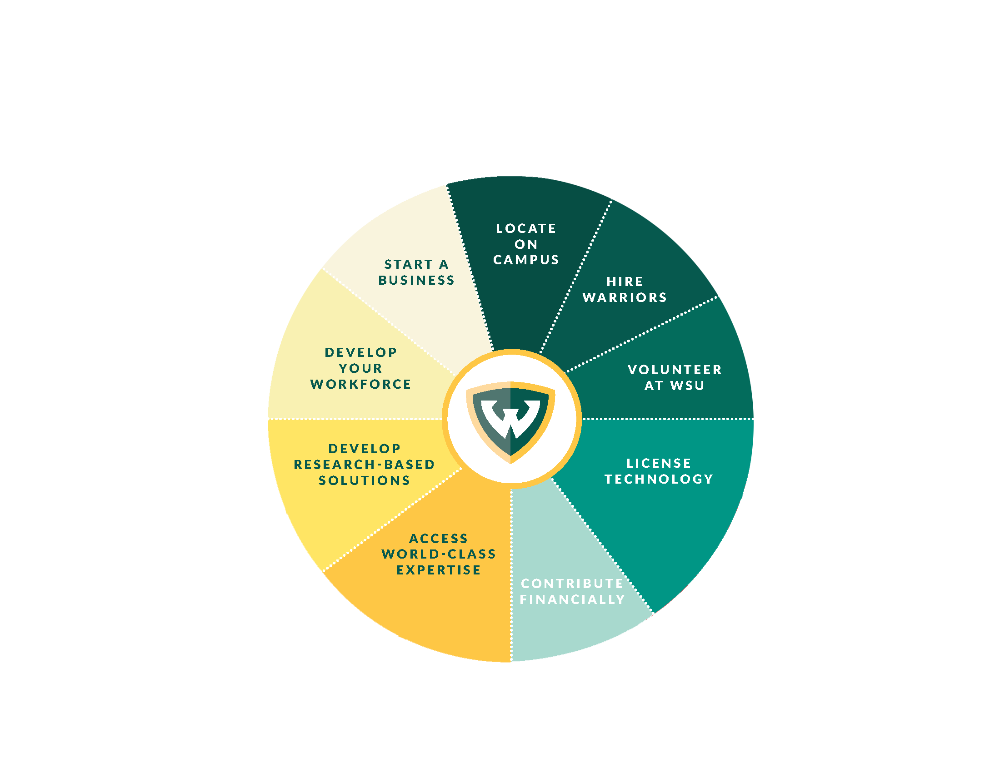 LOCATE
ON
CAMPUS
HIRE
WARRIORS
VOLUNTEER
AT WSU
LICENSE
TECHNOLOGY
CONTRIBUTE
FINANCIALLY
ACCESS
WORLD-CLASS
EXPERTISE
DEVELOP
RESEARCH-BASED
SOLUTIONS
DEVELOP
YOUR
WORKFORCE
START A
BUSINESS
W